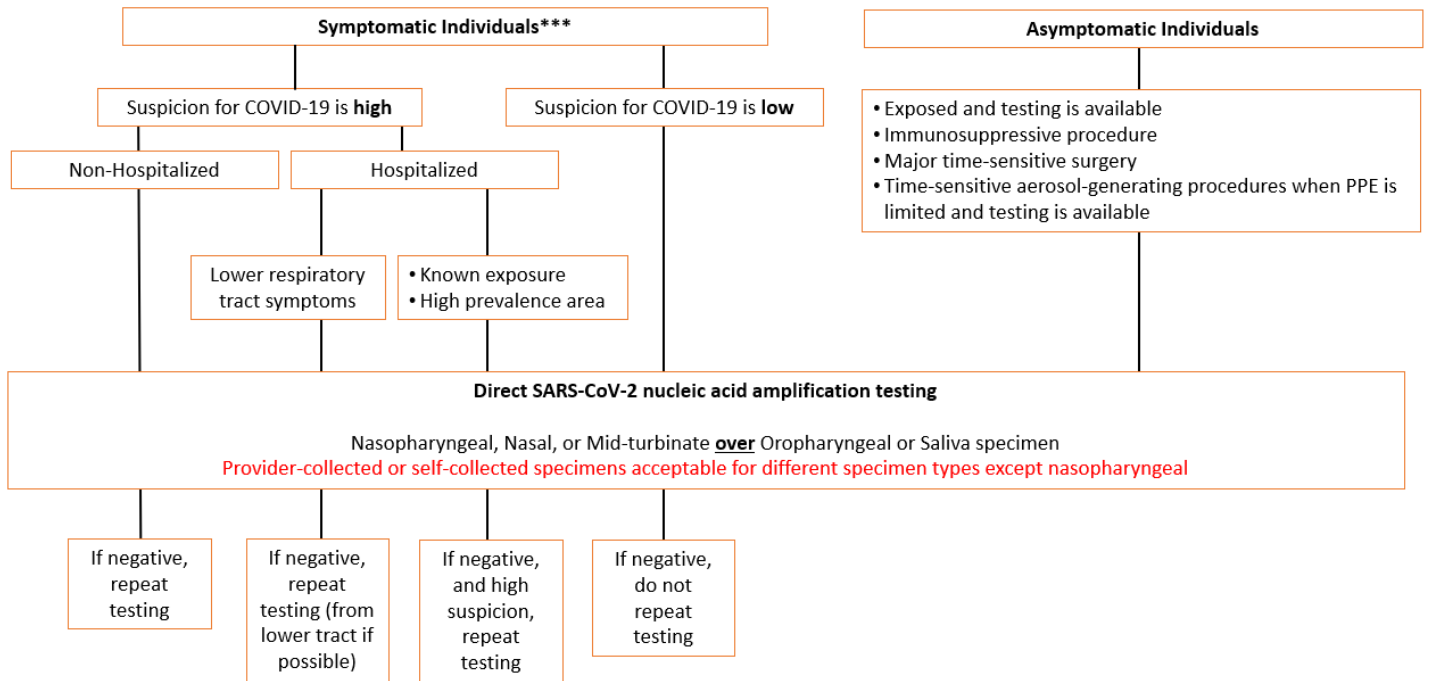 Symptomatic Individuals***
Asymptomatic Individuals
Suspicion for COVID-19 is high
Suspicion for COVID-19 is low
• Exposed and testing is available
• Immunosuppressive procedure
• Major time-sensitive surgery
• Time-sensitive aerosol-generating procedures when PPE is
limited and testing is available
Non-Hospitalized
Hospitalized
Lower respiratory
tract symptoms
• Known exposure
• High prevalence area
Direct SARS-CoV-2 nucleic acid amplification testing
Nasopharyngeal, Nasal, or Mid-turbinate over Oropharyngeal or Saliva specimen
Provider-collected or self-collected specimens acceptable for different specimen types except nasopharyngeal
If negative,
repeat
testing
If negative,
repeat
testing (from
lower tract if
possible)
If negative,
and high
suspicion,
repeat
testing
If negative,
do not
repeat
testing